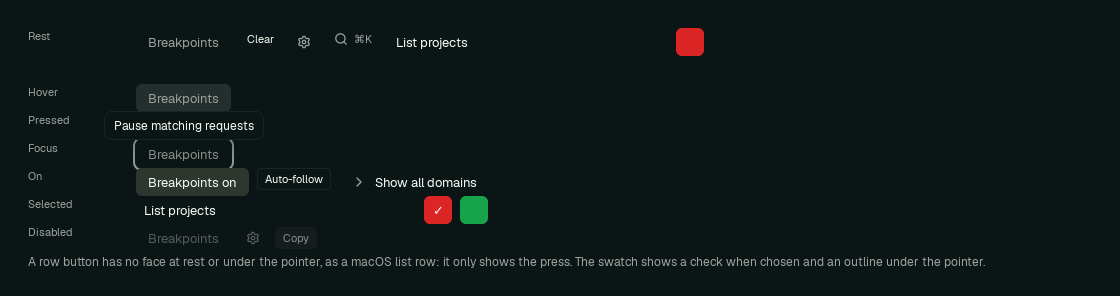 Rest Breakpoints Clear ⌘K List projects
Hover Breakpoints
Pressed Pause matching requests
Focus Breakpoints
On Breakpoints on Auto-follow Show all domains
Selected List projects ✓
Disabled Breakpoints Copy
A row button has no face at rest or under the pointer, as a macOS list row: it only shows the press. The swatch shows a check when chosen and an outline under the pointer.